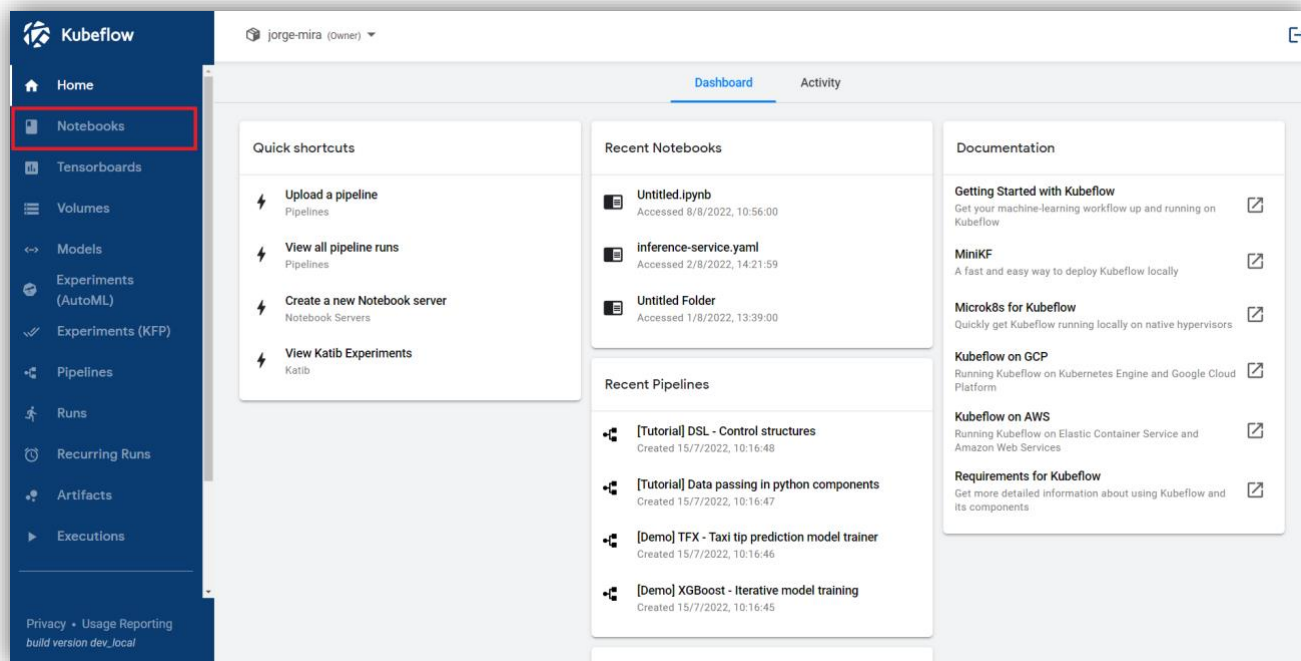 Kubeflow
jorge-mira (Owner)
Home
Notebooks
Tensorboards
Volumes
Models
Experiments
(AutoML)
Experiments (KFP)
Pipelines
Runs
Recurring Runs
Artifacts
Executions
Privacy • Usage Reporting
build version dev_local
Dashboard
Activity
Quick shortcuts
Upload a pipeline
Pipelines
View all pipeline runs
Pipelines
Create a new Notebook server
Notebook Servers
View Katib Experiments
Katib
Recent Notebooks
Untitled.ipynb
Accessed 8/8/2022, 10:56:00
inference-service.yaml
Accessed 2/8/2022, 14:21:59
Untitled Folder
Accessed 1/8/2022, 13:39:00
Recent Pipelines
[Tutorial] DSL - Control structures
Created 15/7/2022, 10:16:48
[Tutorial] Data passing in python components
Created 15/7/2022, 10:16:47
[Demo] TFX - Taxi tip prediction model trainer
Created 15/7/2022, 10:16:46
[Demo] XGBoost - Iterative model training
Created 15/7/2022, 10:16:45
Documentation
Getting Started with Kubeflow
Get your machine-learning workflow up and running on
Kubeflow
MiniKF
A fast and easy way to deploy Kubeflow locally
Microk8s for Kubeflow
Quickly get Kubeflow running locally on native hypervisors
Kubeflow on GCP
Running Kubeflow on Kubernetes Engine and Google Cloud
Platform
Kubeflow on AWS
Running Kubeflow on Elastic Container Service and
Amazon Web Services
Requirements for Kubeflow
Get more detailed information about using Kubeflow and
its components